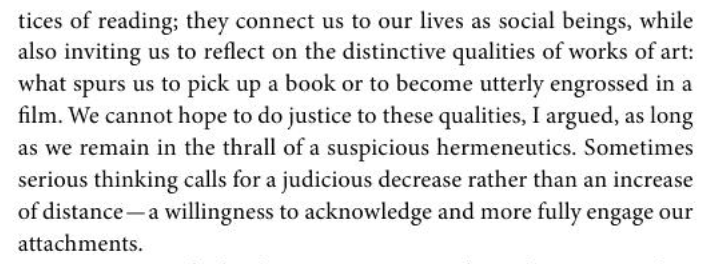 tices of reading; they connect us to our lives as social beings, while
also inviting us to reflect on the distinctive qualities of works of art:
what spurs us to pick up a book or to become utterly engrossed in a
film. We cannot hope to do justice to these qualities, I argued, as long
as we remain in the thrall of a suspicious hermeneutics. Sometimes
serious thinking calls for a judicious decrease rather than an increase
of distance—a willingness to acknowledge and more fully engage our
attachments.